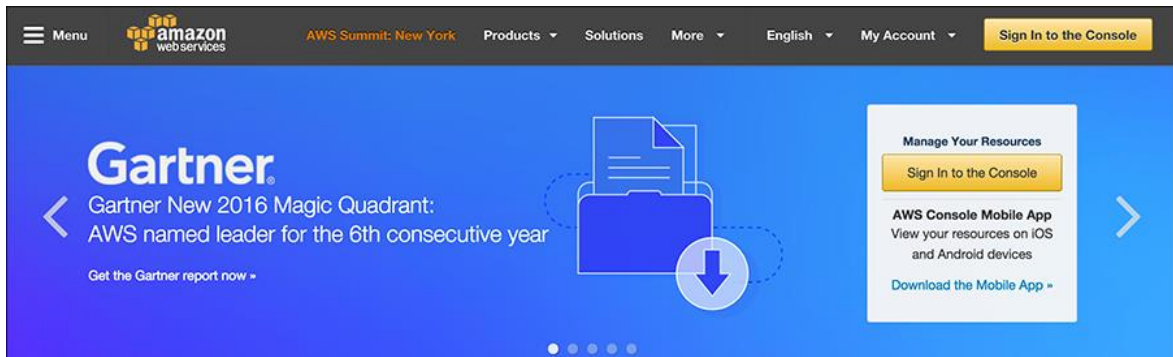 Menu
amazon
webservices
AWS Summit: New York
Products
Solutions
More
English
My Account
Sign In to the Console
Gartner®
Gartner New 2016 Magic Quadrant:
AWS named leader for the 6th consecutive year
Get the Gartner report now »
Manage Your Resources
Sign In to the Console
AWS Console Mobile App
View your resources on iOS
and Android devices
Download the Mobile App »